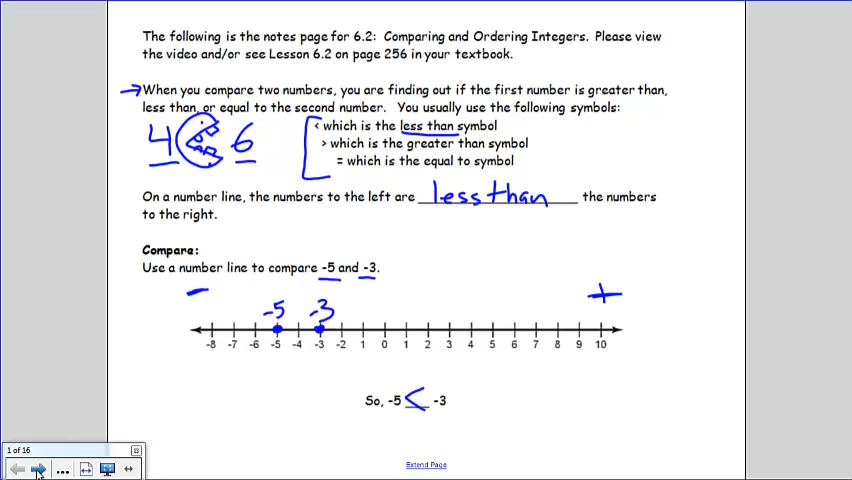 The following is the notes page for 6.2: Comparing and Ordering Integers. Please view
the video and/or see Lesson 6.2 on page 256 in your textbook.
→When you compare two numbers, you are finding out if the first number is greater than,
less than, or equal to the second number. You usually use the following symbols:
< which is the less than symbol
> which is the greater than symbol
= which is the equal to symbol
4 < 6
On a number line, the numbers to the left are less than the numbers
to the right.
Compare:
Use a number line to compare -5 and -3.
- +
-5 -3
-8 -7 -6 -5 -4 -3 -2 -1 0 1 2 3 4 5 6 7 8 9 10
So, -5 < -3
1 of 16
Extend Page